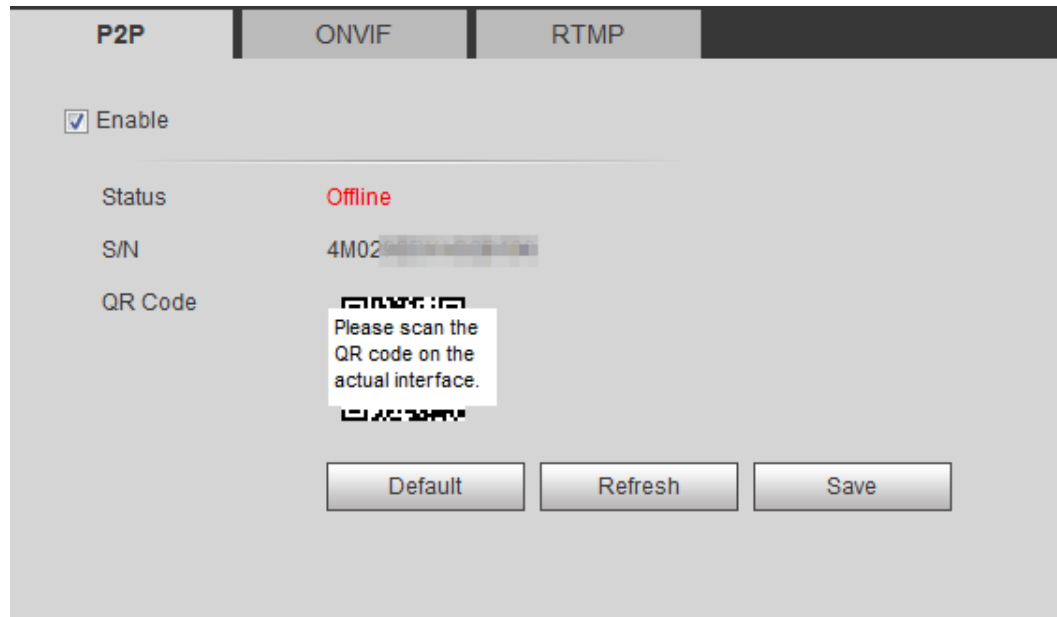 P2P ONVIF RTMP
Enable
Status Offline
S/N 4M02
QR Code
Please scan the
QR code on the
actual interface.
Default Refresh Save